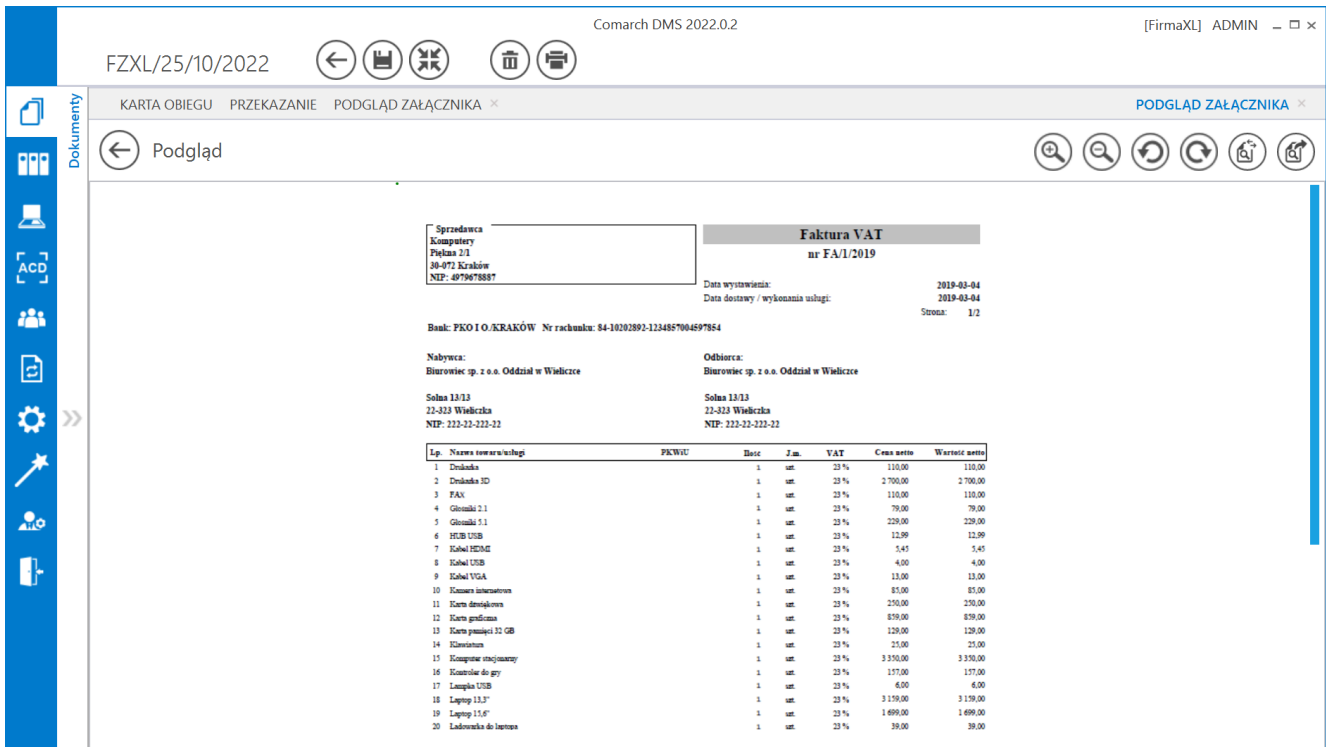 Comarch DMS 2022.0.2
[FirmaXL] ADMIN
FZXL/25/10/2022
Dokumenty
KARTA OBIEGU PRZEKAZANIE PODGLĄD ZAŁĄCZNIKA ×
PODGLĄD ZAŁĄCZNIKA ×
ACD
Podgląd
Sprzedawca
Komputery
Piękna 2/1
30-072 Kraków
NIP: 4979678887
Faktura VAT
nr FA/1/2019
Data wystawienia: 2019-03-04
Data dostawy / wykonania usługi: 2019-03-04
Strona: 1/2
Bank: PKO I O./KRAKÓW Nr rachunku: 84-10202892-1234857004597854
Nabywca:
Biurowiec sp. z o.o. Oddział w Wieliczce
Solna 13/13
22-323 Wieliczka
NIP: 222-22-222-22
Odbiorca:
Biurowiec sp. z o.o. Oddział w Wieliczce
Solna 13/13
22-323 Wieliczka
NIP: 222-22-222-22
Lp. Nazwa towaru/usługi PKWiU Ilość J.m. VAT Cena netto Wartość netto
1 Drukarka 1 szt. 23 % 110,00 110,00
2 Drukarka 3D 1 szt. 23 % 2 700,00 2 700,00
3 FAX 1 szt. 23 % 110,00 110,00
4 Głośniki 2.1 1 szt. 23 % 79,00 79,00
5 Głośniki 5.1 1 szt. 23 % 229,00 229,00
6 HUB USB 1 szt. 23 % 12,99 12,99
7 Kabel HDMI 1 szt. 23 % 5,45 5,45
8 Kabel USB 1 szt. 23 % 4,00 4,00
9 Kabel VGA 1 szt. 23 % 13,00 13,00
10 Kamera internetowa 1 szt. 23 % 85,00 85,00
11 Karta dźwiękowa 1 szt. 23 % 250,00 250,00
12 Karta graficzna 1 szt. 23 % 859,00 859,00
13 Karta pamięci 32 GB 1 szt. 23 % 129,00 129,00
14 Klawiatura 1 szt. 23 % 25,00 25,00
15 Komputer stacjonarny 1 szt. 23 % 3 350,00 3 350,00
16 Kontroler do gry 1 szt. 23 % 157,00 157,00
17 Lampka USB 1 szt. 23 % 6,00 6,00
18 Laptop 13,3" 1 szt. 23 % 3 159,00 3 159,00
19 Laptop 15,6" 1 szt. 23 % 1 699,00 1 699,00
20 Ładowarka do laptopa 1 szt. 23 % 39,00 39,00